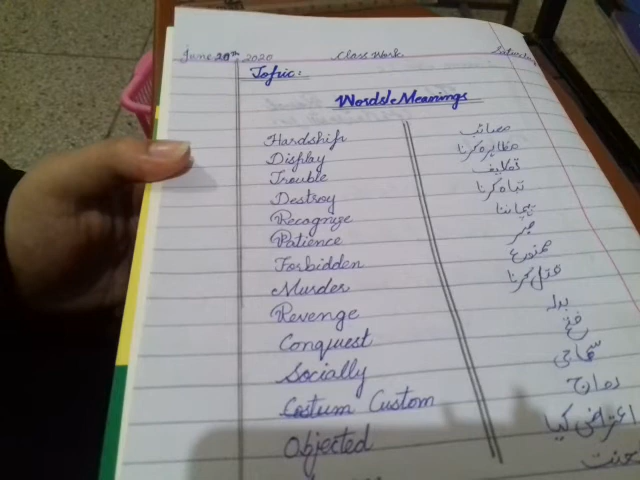 June 20th, 2020 Class Work Saturday
Topic:
Words/Meanings
Hardship مصائب
Display مظاہرہ کرنا
Trouble تکالیف
Destroy تباہ کرنا
Recognize پہچاننا
Patience صبر
Forbidden ممنوع
Murder قتل کرنا
Revenge بدلہ
Conquest فتح
Socially سماجی
Costum Custom رواج
Objected اعتراض کیا